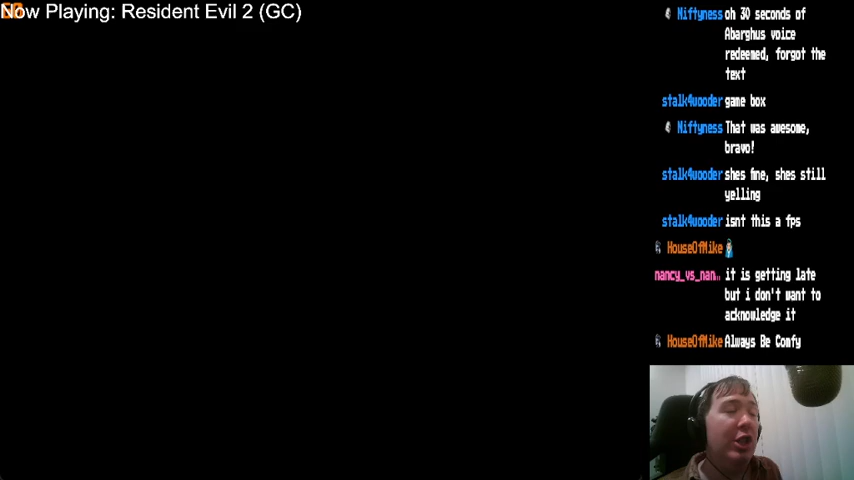 Now Playing: Resident Evil 2 (GC)
Niftyness oh 30 seconds of
Abarghus voice
redeemed, forgot the
text
stalk4wooder game box
Niftyness That was awesome,
bravo!
stalk4wooder shes fine, shes still
yelling
stalk4wooder isnt this a fps
HouseOfMike
nancy_vs_nan... it is getting late
but i don't want to
acknowledge it
HouseOfMike Always Be Comfy